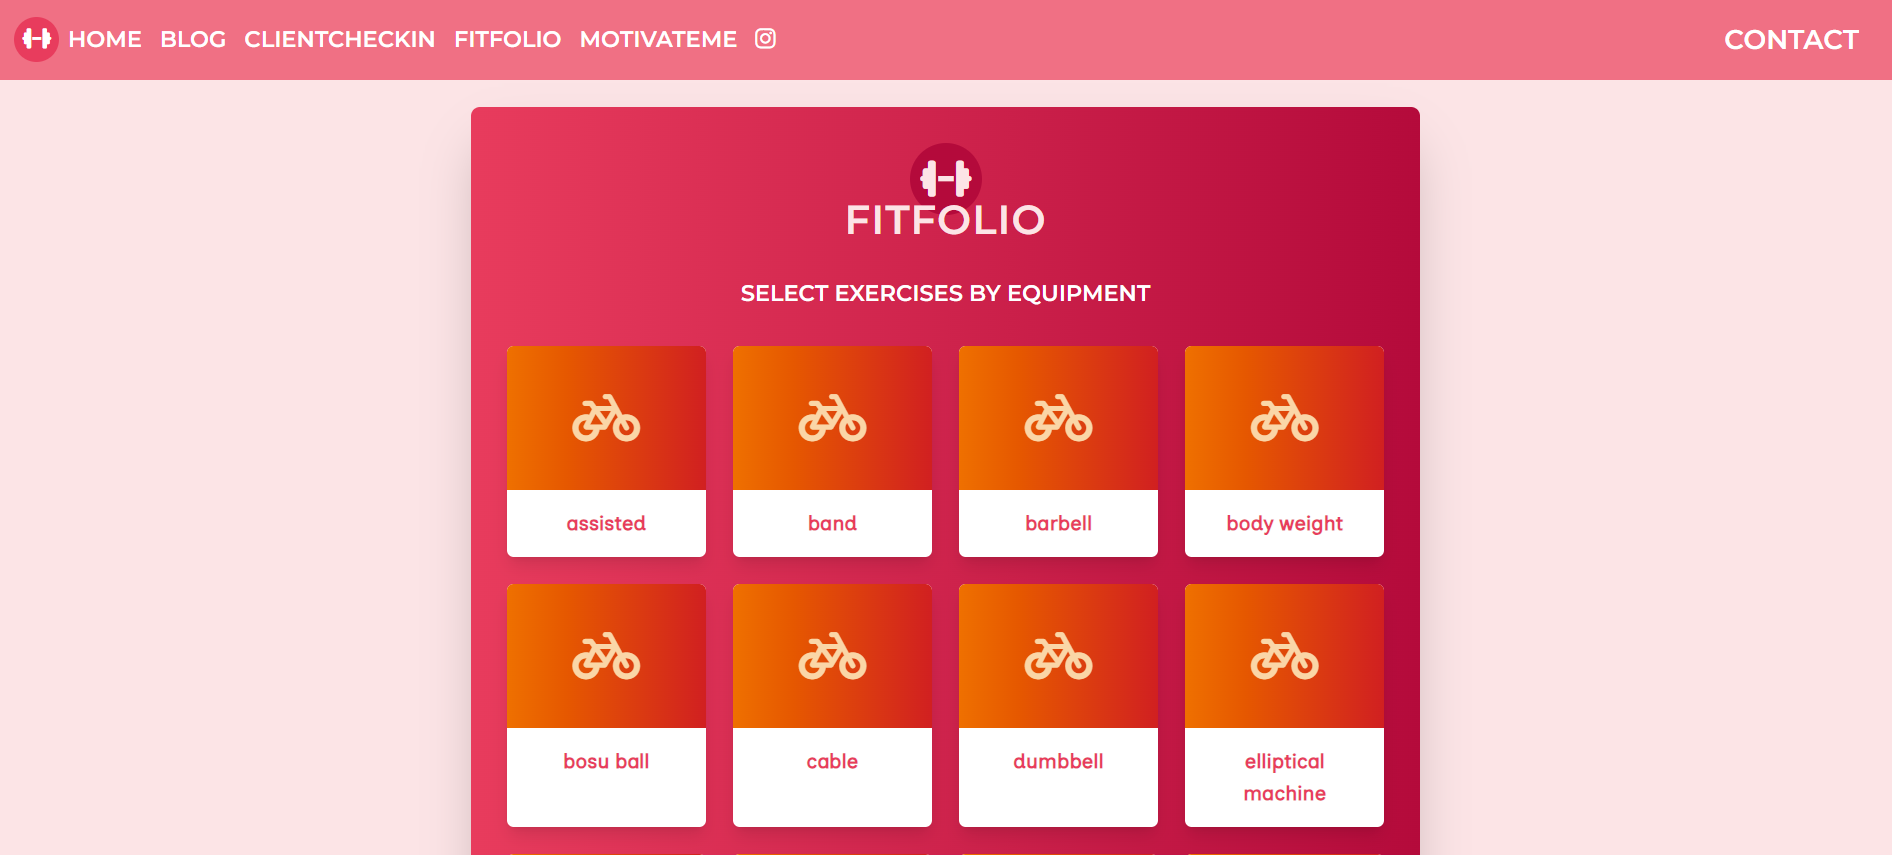 HOME BLOG CLIENTCHECKIN FITFOLIO MOTIVATEME CONTACT
FITFOLIO
SELECT EXERCISES BY EQUIPMENT
assisted band barbell body weight
bosu ball cable dumbbell elliptical
machine